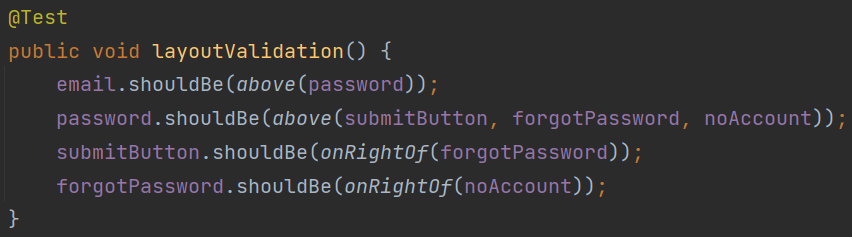 @Test
public void layoutValidation() {
    email.shouldBe(above(password));
    password.shouldBe(above(submitButton, forgotPassword, noAccount));
    submitButton.shouldBe(onRightOf(forgotPassword));
    forgotPassword.shouldBe(onRightOf(noAccount));
}